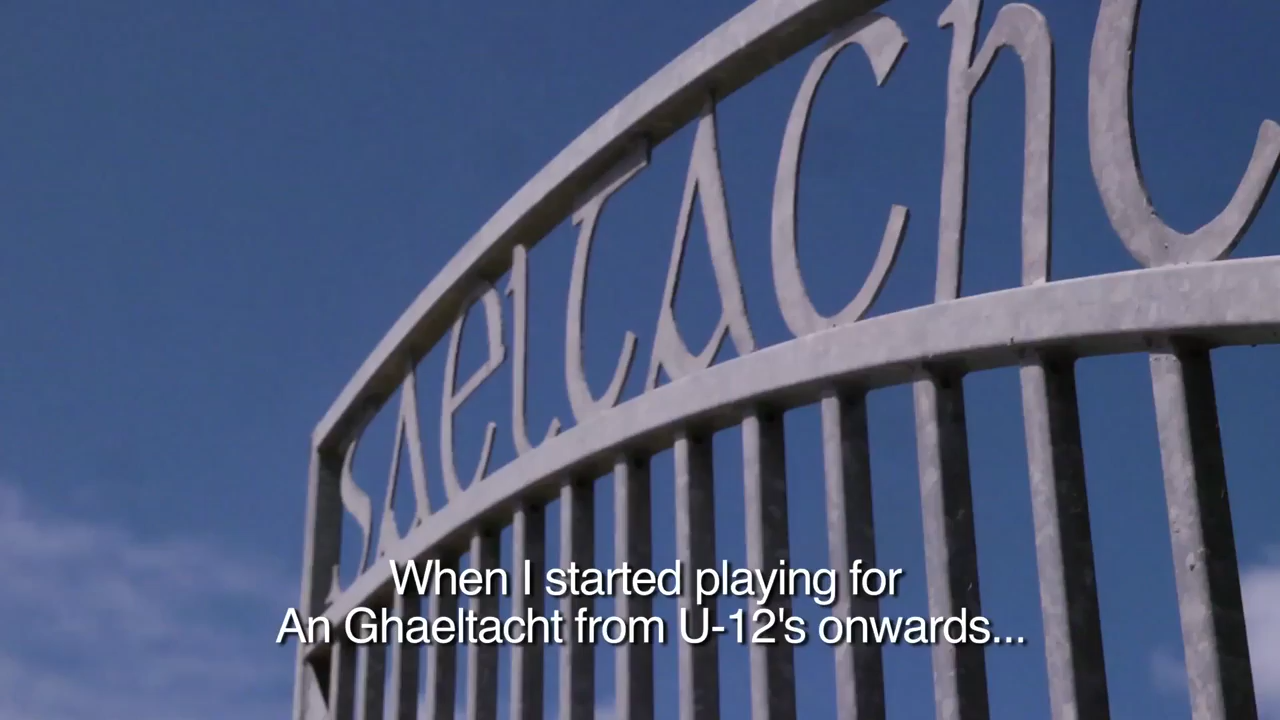 Gaeltacht
When I started playing for
An Ghaeltacht from U-12's onwards...